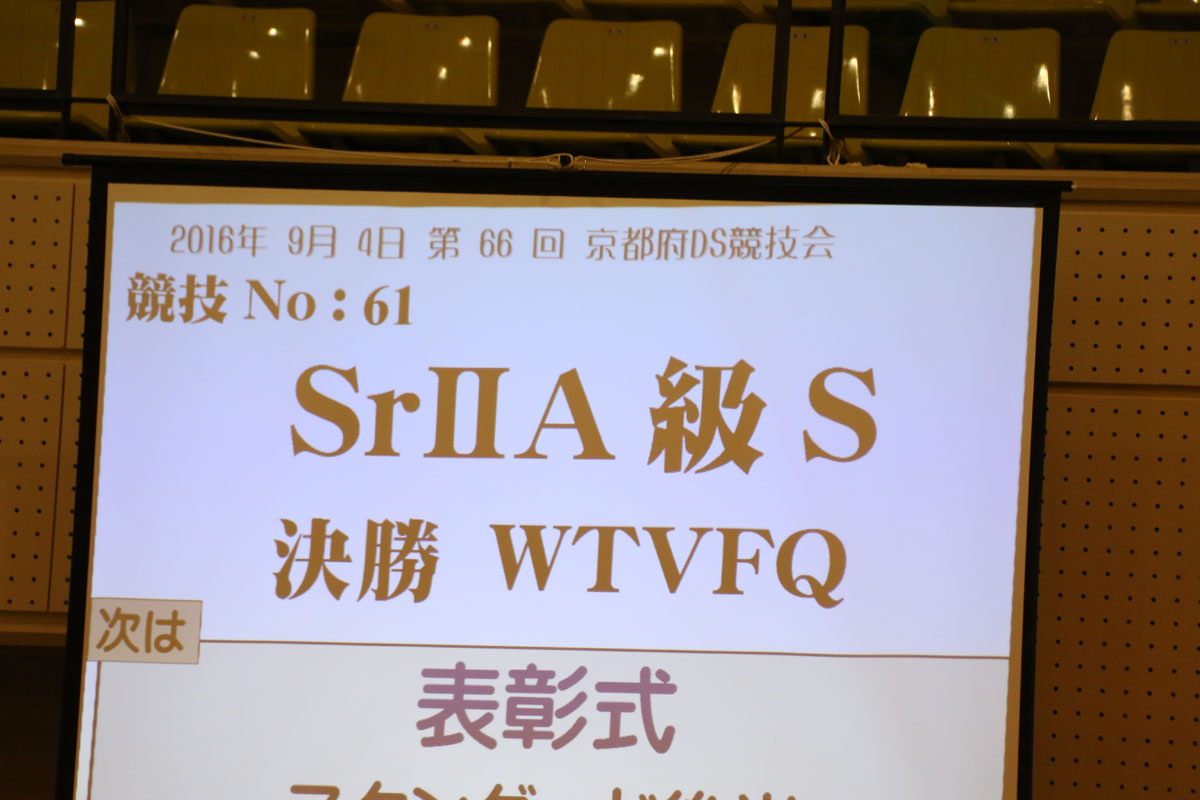 2016年 9月 4日 第 66 回 京都府DS競技会
競技 No：61
SrⅡA 級 S
決勝 WTVFQ
次は
表彰式